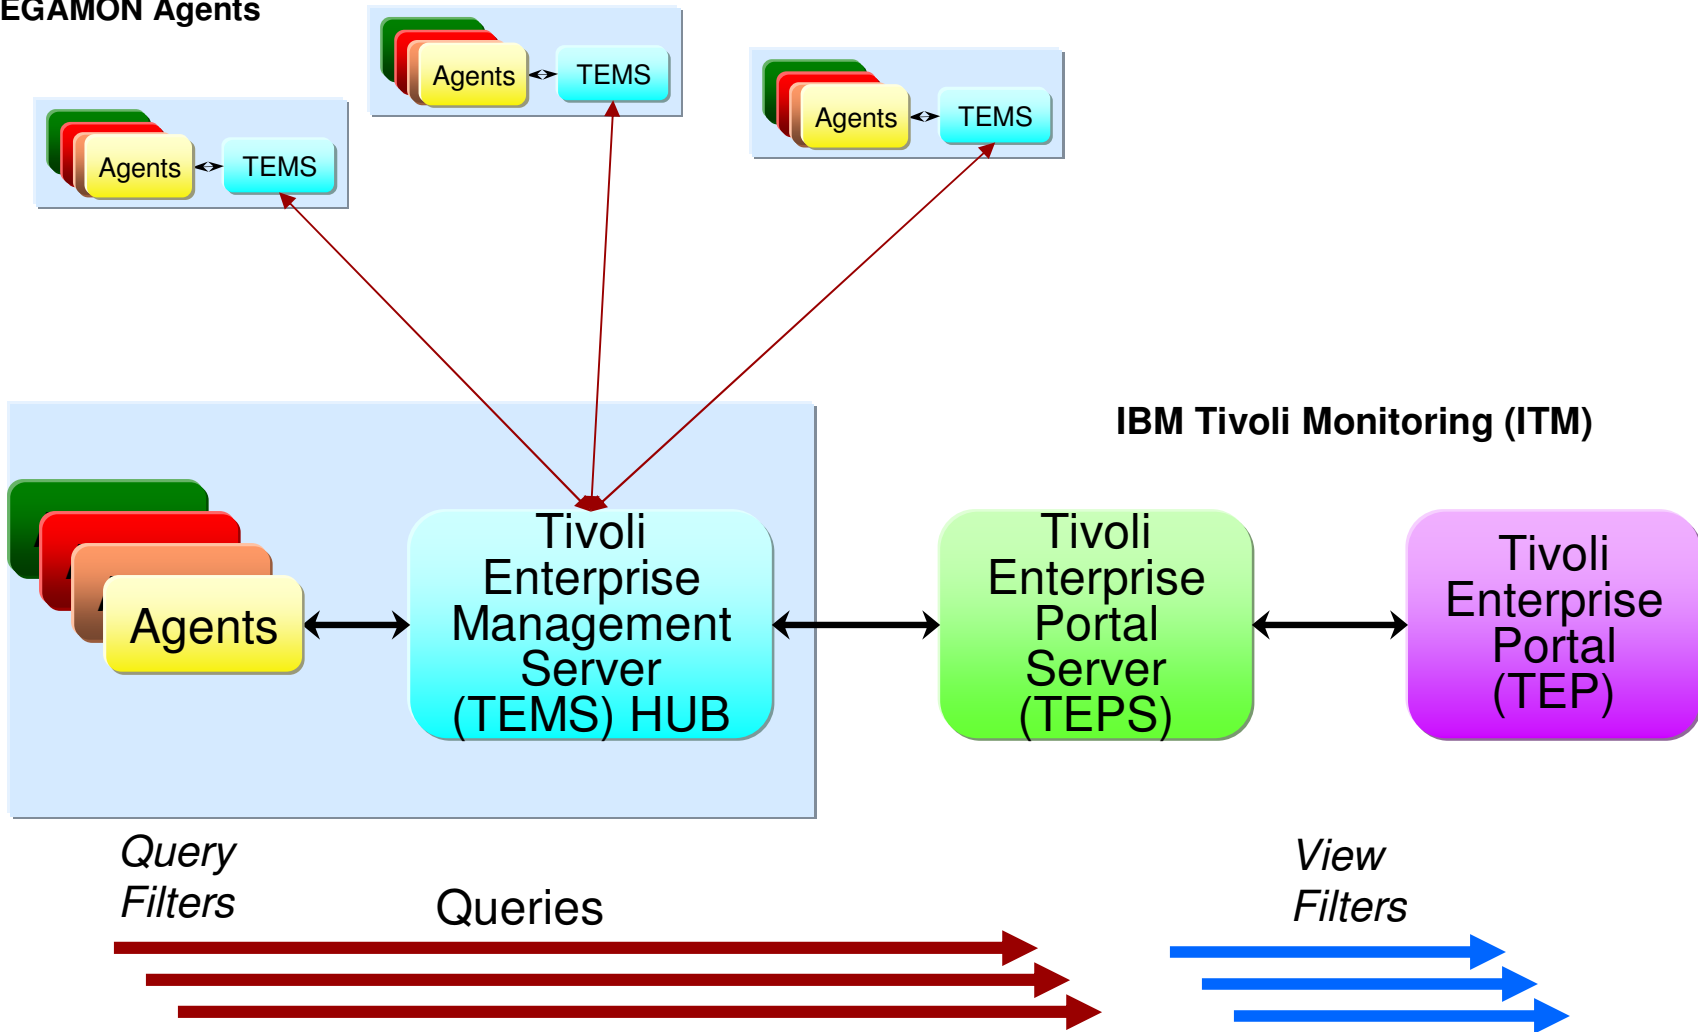 EGAMON Agents
Agents
TEMS
Agents
TEMS
Agents
TEMS
IBM Tivoli Monitoring (ITM)
Agents
Tivoli
Enterprise
Management
Server
(TEMS) HUB
Tivoli
Enterprise
Portal
Server
(TEPS)
Tivoli
Enterprise
Portal
(TEP)
Query
Filters
Queries
View
Filters